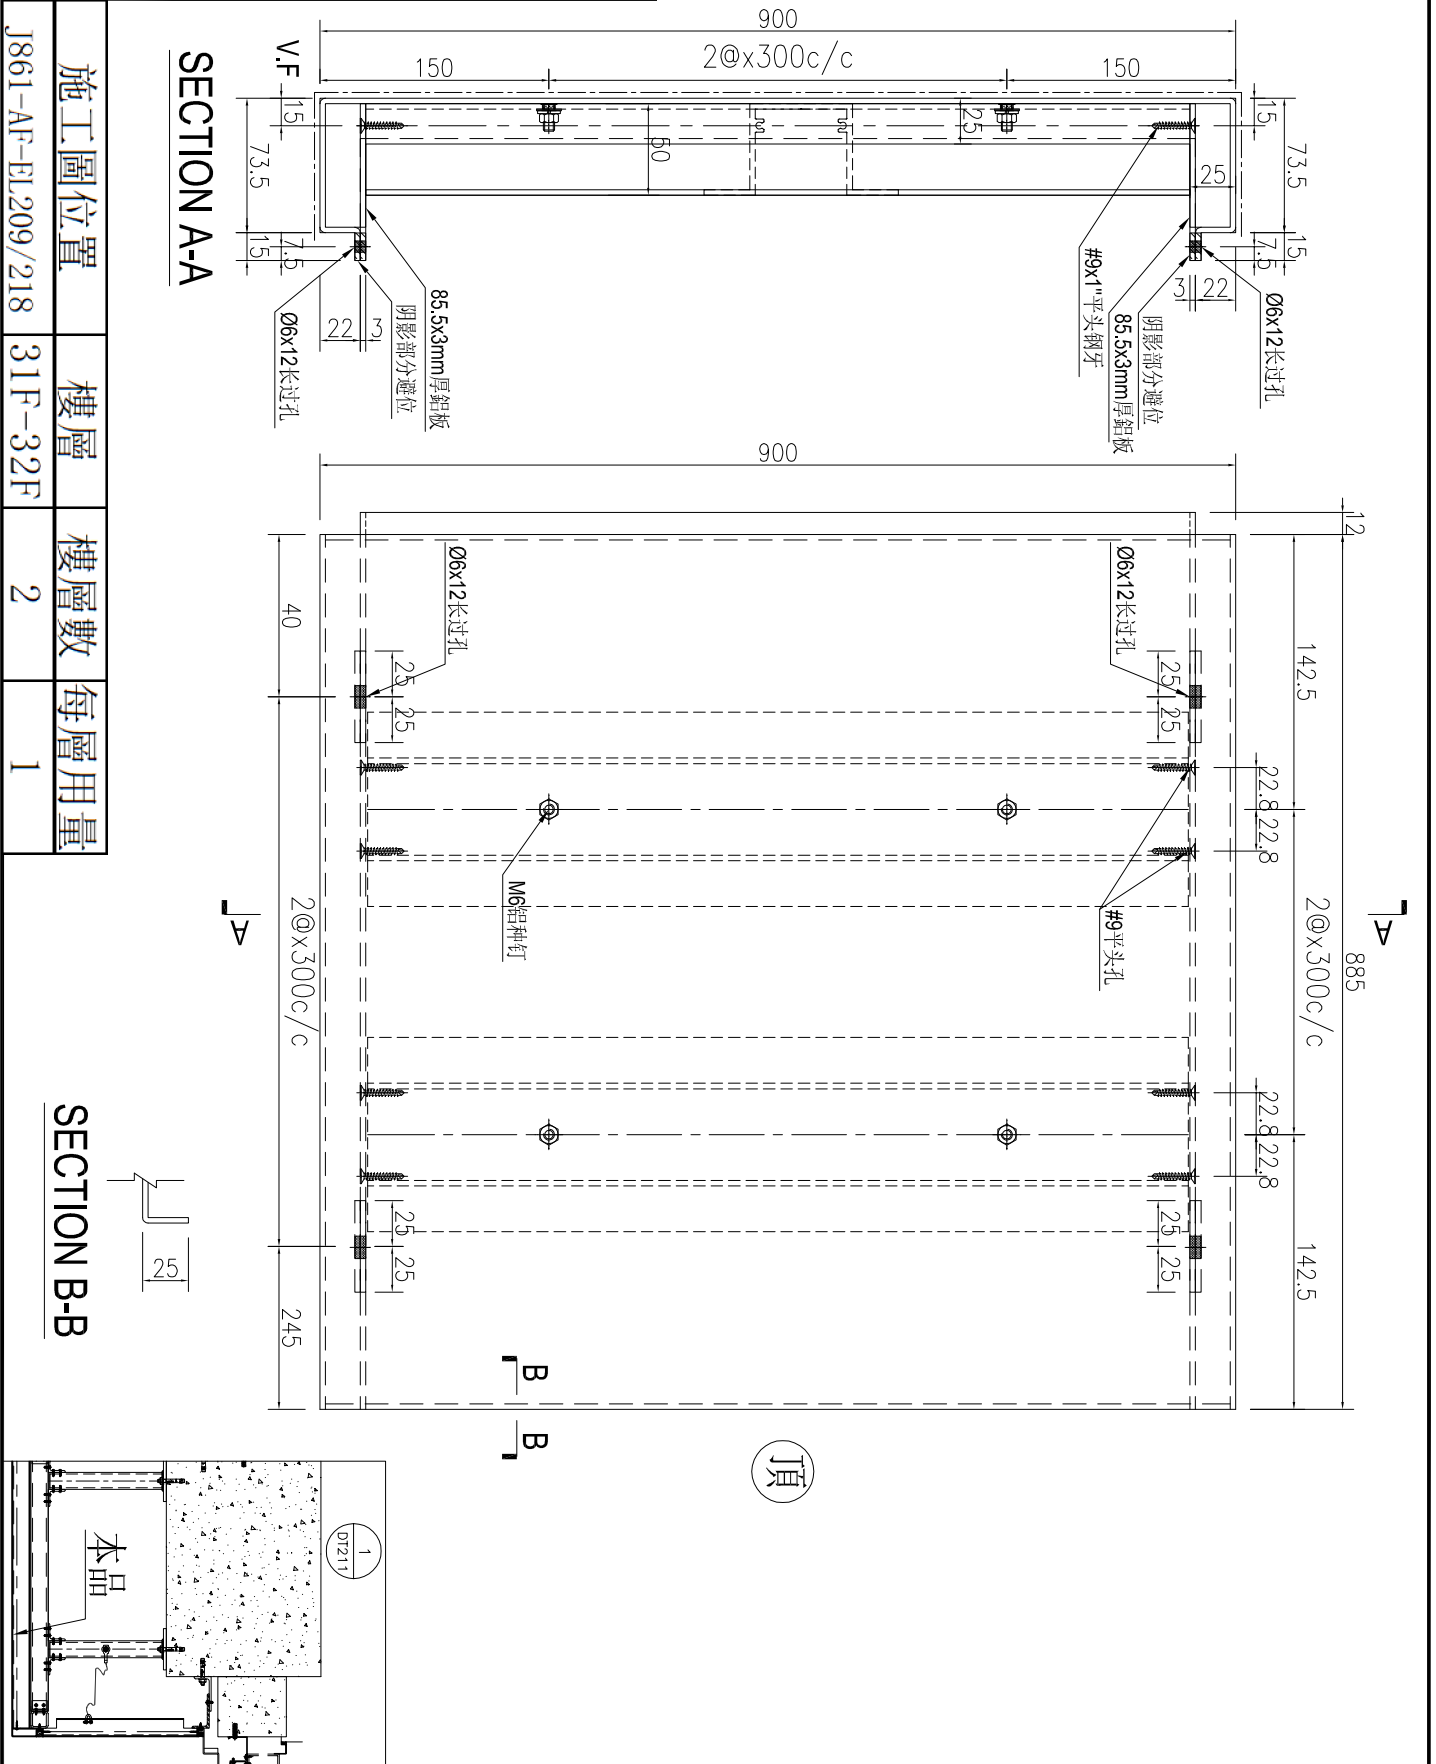 900
2@x300c/c
150
150
V.F
15
73.5
15
7.5
60
25
15
73.5
25
15
7.5
3
22
22
3
Ø6x12长过孔
阴影部分避位
85.5x3mm厚鋁板
#9x1"平头钢牙
阴影部分避位
85.5x3mm厚鋁板
Ø6x12长过孔
SECTION A-A
900
12
885
142.5
2@x300c/c
142.5
22.8
22.8
22.8
22.8
Ø6x12长过孔
Ø6x12长过孔
25
25
25
25
25
25
25
25
40
2@x300c/c
245
M6铝种钉
#9平头孔
A
A
B
B
頂
SECTION B-B
25
1
DT211
本品
施工圖位置
樓層
樓層數
每層用量
J861-AF-EL209/218
31F-32F
2
1